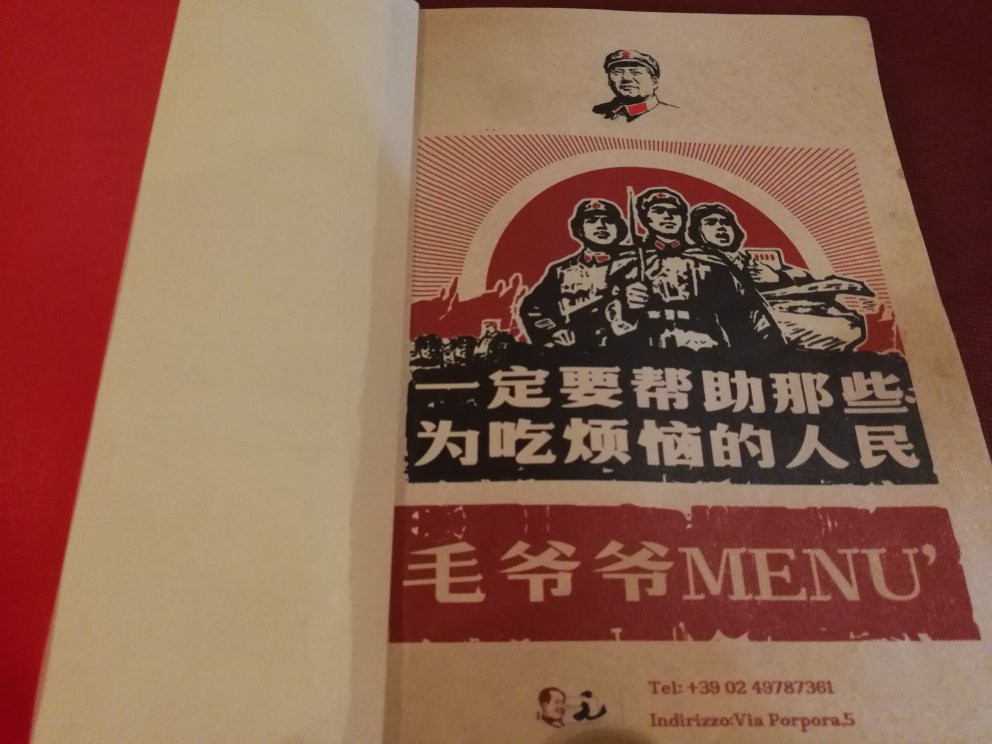 一定要帮助那些
为吃烦恼的人民
毛爷爷MENU’
Tel: +39 02 49787361
Indirizzo:Via Porpora,5